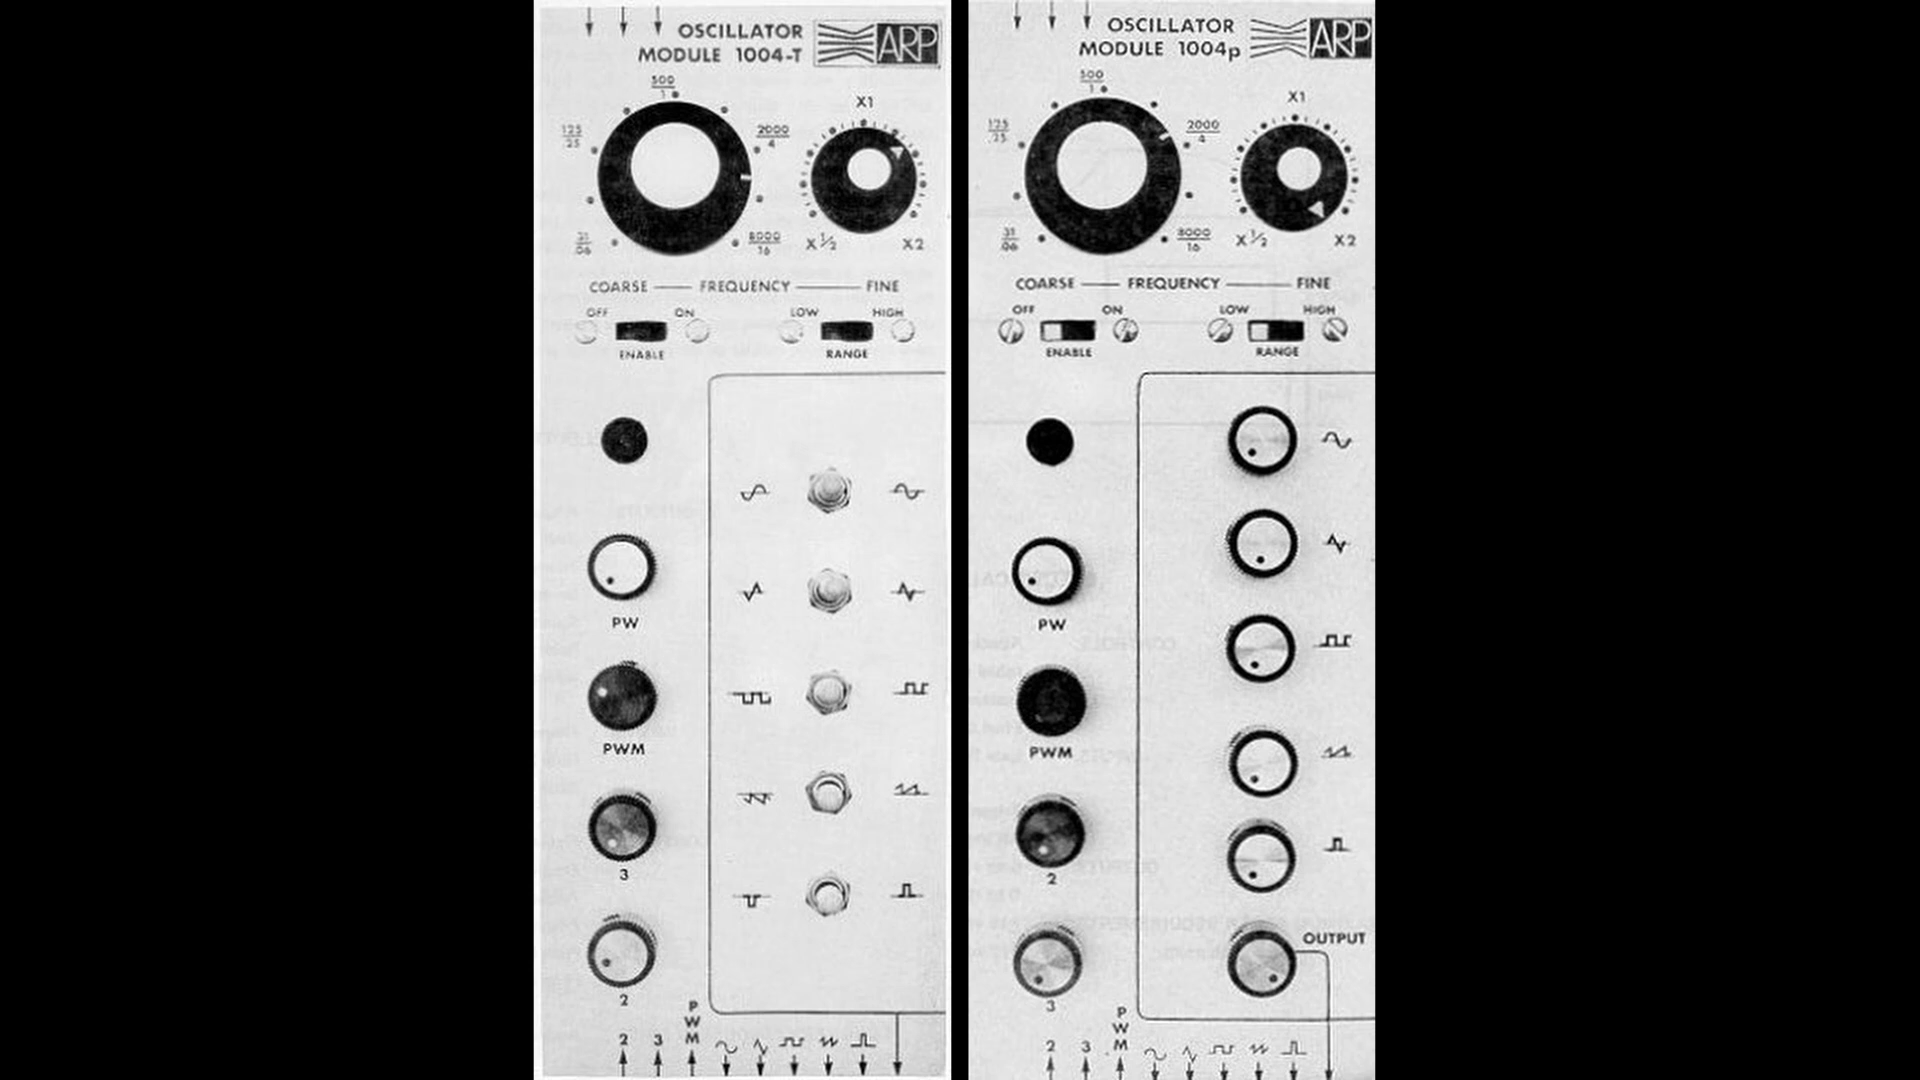 OSCILLATOR
MODULE 1004-T
ARP
500
1
125
.25
2000
4
31
.06
8000
16
X1
X½
X2
COARSE FREQUENCY FINE
OFF ON
ENABLE
LOW HIGH
RANGE
PW
PWM
3
2
2 3 PWM
OSCILLATOR
MODULE 1004p
ARP
500
1
125
.25
2000
4
31
.06
8000
16
X1
X½
X2
COARSE FREQUENCY FINE
OFF ON
ENABLE
LOW HIGH
RANGE
PW
PWM
2
3
OUTPUT
2 3 PWM